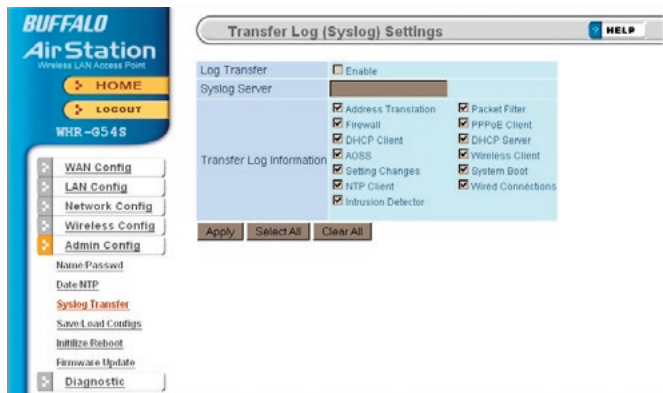 BUFFALO
AirStation
Wireless LAN Access Point
HOME
LOGOUT
WHR-G54S
WAN Config
LAN Config
Network Config
Wireless Config
Admin Config
Name·Passwd
Date·NTP
Syslog Transfer
Save·Load Configs
Initilize·Reboot
Firmware Update
Diagnostic
Transfer Log (Syslog) Settings
? HELP
Log Transfer
Enable
Syslog Server
Transfer Log Information
Address Translation
Packet Filter
Firewall
PPPoE Client
DHCP Client
DHCP Server
AOSS
Wireless Client
Setting Changes
System Boot
NTP Client
Wired Connections
Intrusion Detector
Apply
Select All
Clear All